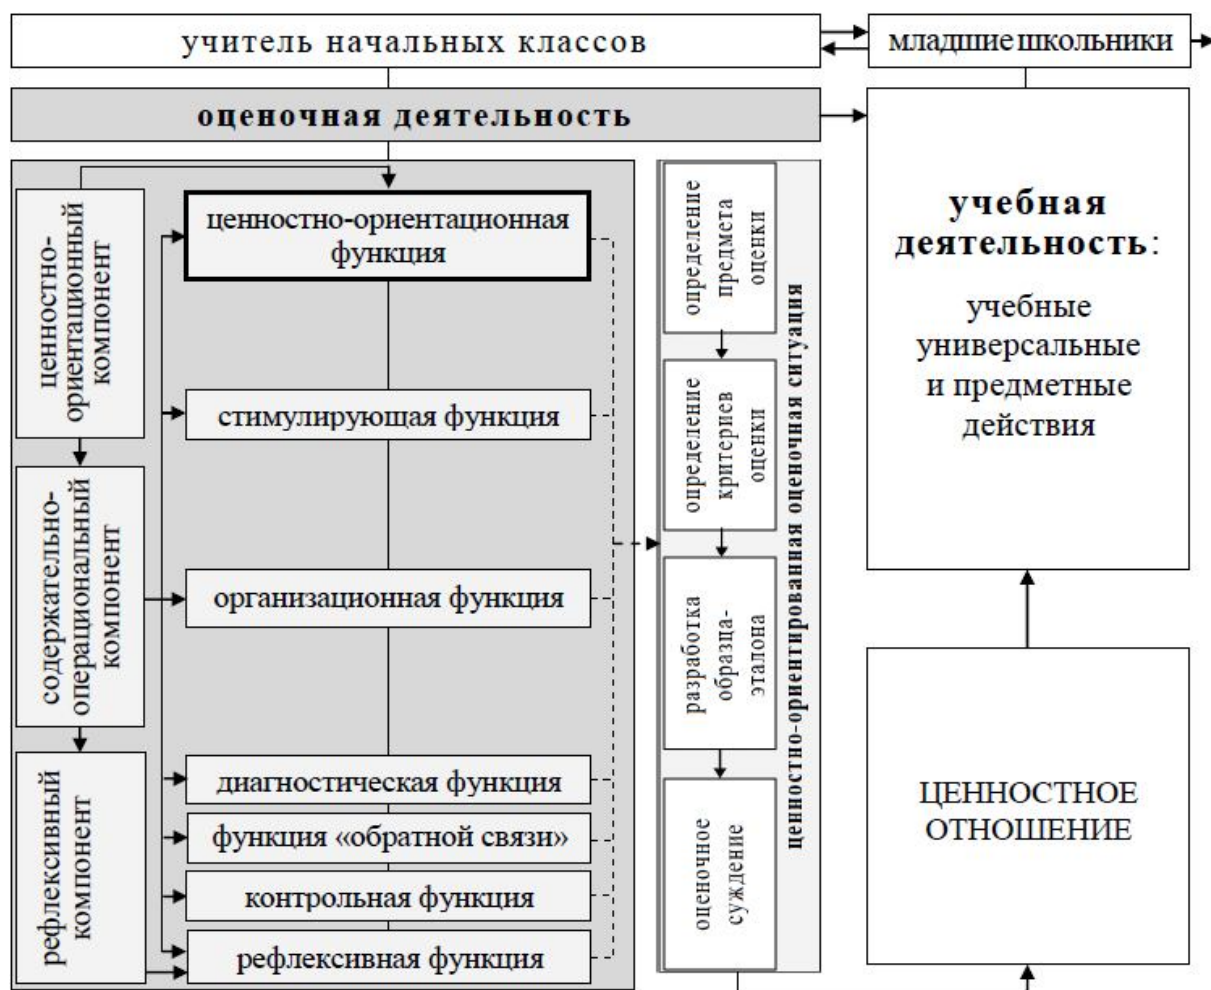 учитель начальных классов
младшие школьники
оценочная деятельность
ценностно-
ориентационный
компонент
содержательно-
операциональный
компонент
рефлексивный
компонент
ценностно-ориентационная
функция
стимулирующая функция
организационная функция
диагностическая функция
функция «обратной связи»
контрольная функция
рефлексивная функция
определение
предмета
оценки
определение
критериев
оценки
разработка
образца-
эталона
оценочное
суждение
ценностно-ориентированная оценочная ситуация
учебная
деятельность:
учебные
универсальные
и предметные
действия
ЦЕННОСТНОЕ
ОТНОШЕНИЕ